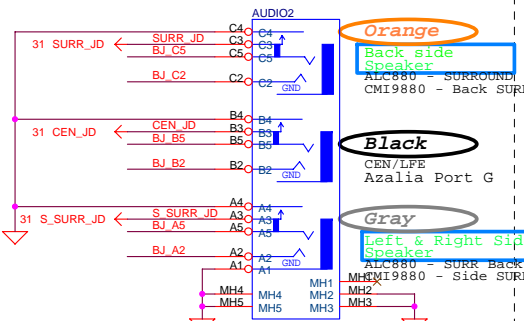 AUDIO2
C4 C4 Orange
31 SURR_JD SURR_JD C3 C3
BJ_C5 C5 C5 Back side
Speaker
BJ_C2 C2 C2 GND ALC880 - SURROUND
CMI9880 - Back SURR
B4 B4
31 CEN_JD CEN_JD B3 B3 Black
BJ_B5 B5 B5
CEN/LFE
BJ_B2 B2 B2 GND Azalia Port G
A4 A4
31 S_SURR_JD S_SURR_JD A3 A3 Gray
BJ_A5 A5 A5
Left & Right Sid
Speaker
BJ_A2 A2 A2 GND ALC880 - SURR Back
A1 A1 CMI9880 - Side SURR
MH1 MH1
MH4 MH4 MH2 MH2
MH5 MH5 MH3 MH3